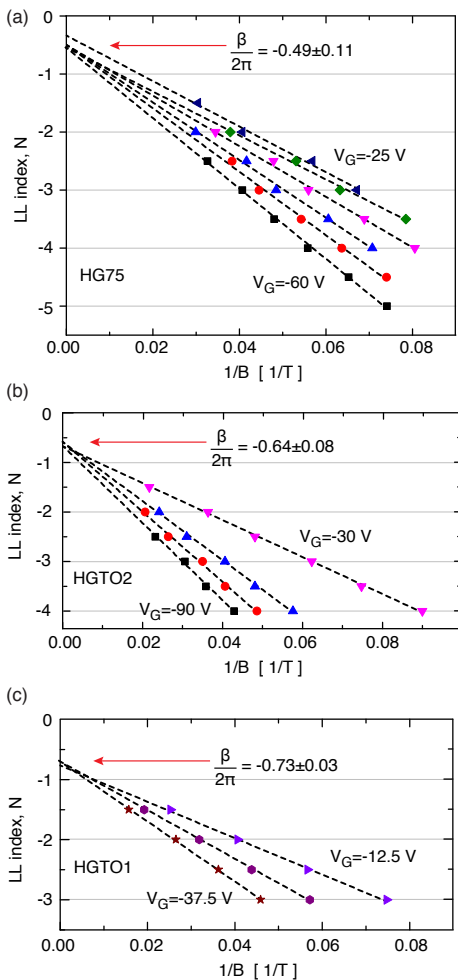 (a)
0
β
2π
= -0.49±0.11
-1
-2
-3
-4
-5
LL index, N
V_G=-25 V
HG75
V_G=-60 V
0.00 0.02 0.04 0.06 0.08
1/B [ 1/T ]
(b)
0
β
2π
= -0.64±0.08
-1
-2
-3
-4
LL index, N
V_G=-30 V
HGTO2
V_G=-90 V
0.00 0.02 0.04 0.06 0.08
1/B [ 1/T ]
(c)
0
β
2π
= -0.73±0.03
-1
-2
-3
LL index, N
V_G=-12.5 V
HGTO1
V_G=-37.5 V
0.00 0.02 0.04 0.06 0.08
1/B [ 1/T ]